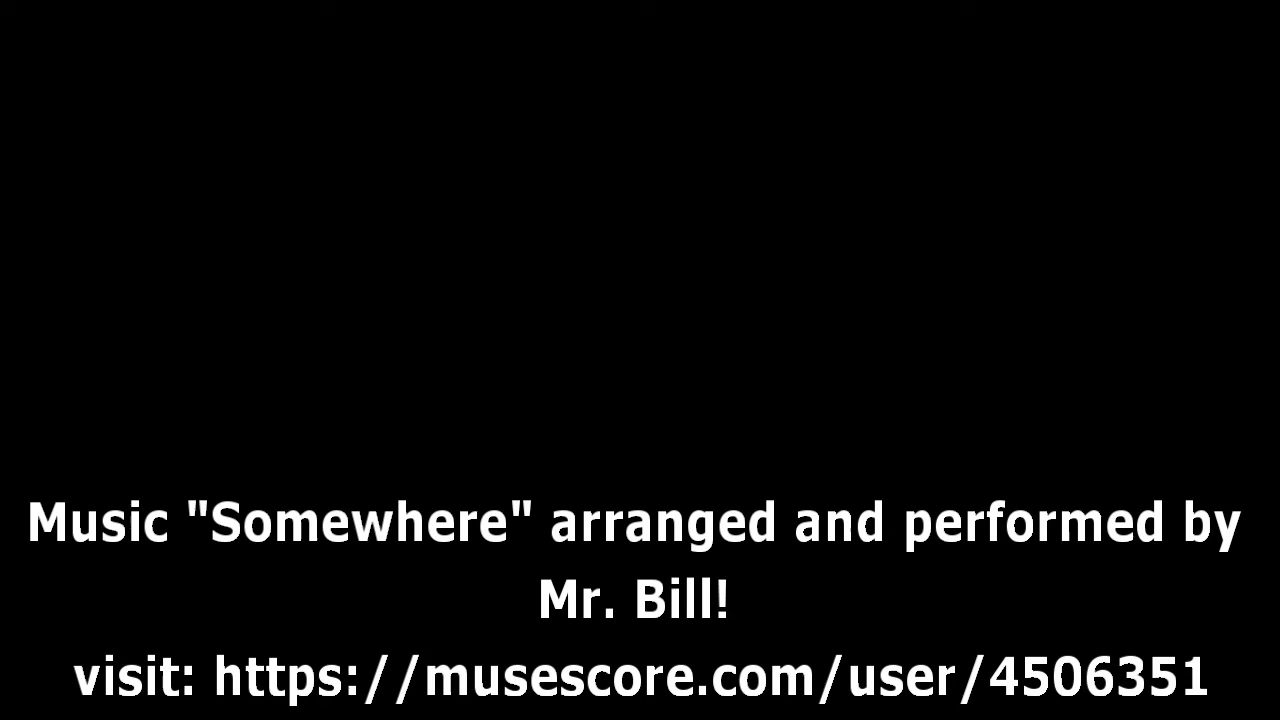 Music "Somewhere" arranged and performed by
Mr. Bill!
visit: https://musescore.com/user/4506351